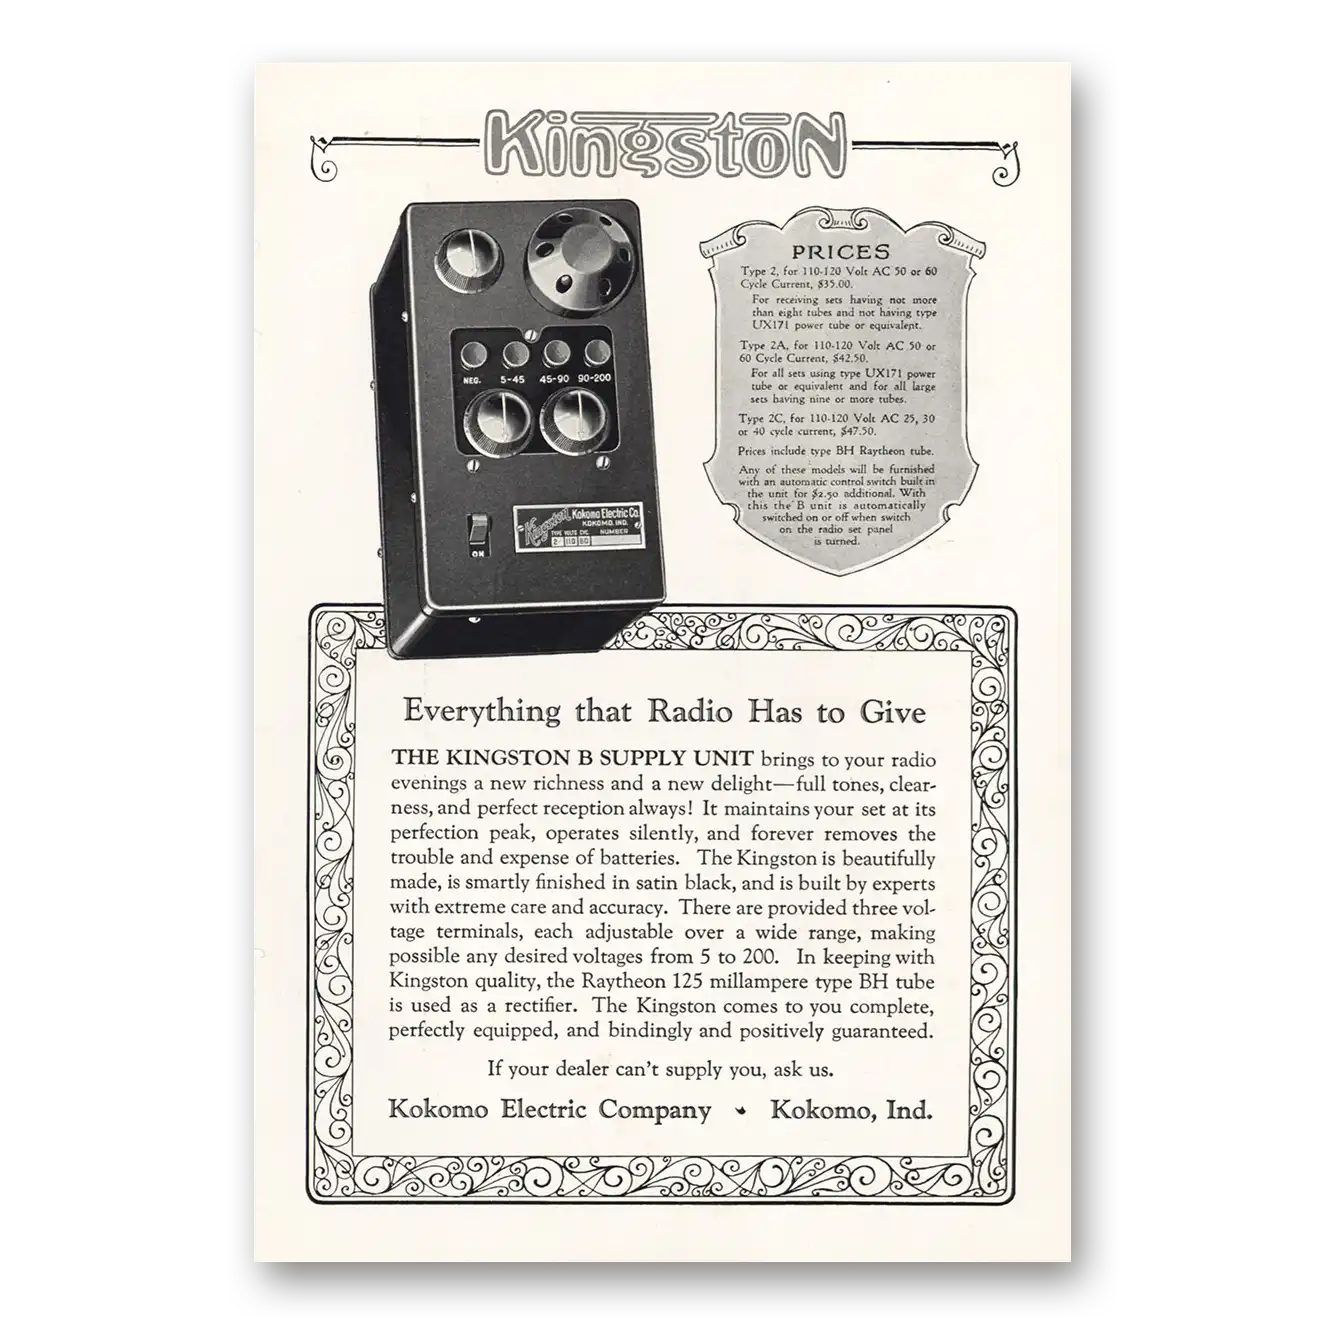 Kingston
PRICES
Type 2, for 110-120 Volt AC 50 or 60
Cycle Current, $35.00.
For receiving sets having not more
than eight tubes and not having type
UX171 power tube or equivalent.
Type 2A, for 110-120 Volt AC 50 or
60 Cycle Current, $42.50.
For all sets using type UX171 power
tube or equivalent and for all large
sets having nine or more tubes.
Type 2C, for 110-120 Volt AC 25, 30
or 40 cycle current, $47.50.
Prices include type BH Raytheon tube.
Any of these models will be furnished
with an automatic control switch built in
the unit for $2.50 additional. With
this the B unit is automatically
switched on or off when switch
on the radio set panel
is turned.
NEG. 5-45 45-90 90-200
Kingston Kokomo Electric Co.
KOKOMO, IND.
TYPE VOLTS CYC. NUMBER
2 110 60
ON
Everything that Radio Has to Give
THE KINGSTON B SUPPLY UNIT brings to your radio
evenings a new richness and a new delight—full tones, clear-
ness, and perfect reception always! It maintains your set at its
perfection peak, operates silently, and forever removes the
trouble and expense of batteries. The Kingston is beautifully
made, is smartly finished in satin black, and is built by experts
with extreme care and accuracy. There are provided three vol-
tage terminals, each adjustable over a wide range, making
possible any desired voltages from 5 to 200. In keeping with
Kingston quality, the Raytheon 125 millampere type BH tube
is used as a rectifier. The Kingston comes to you complete,
perfectly equipped, and bindingly and positively guaranteed.
If your dealer can't supply you, ask us.
Kokomo Electric Company Kokomo, Ind.